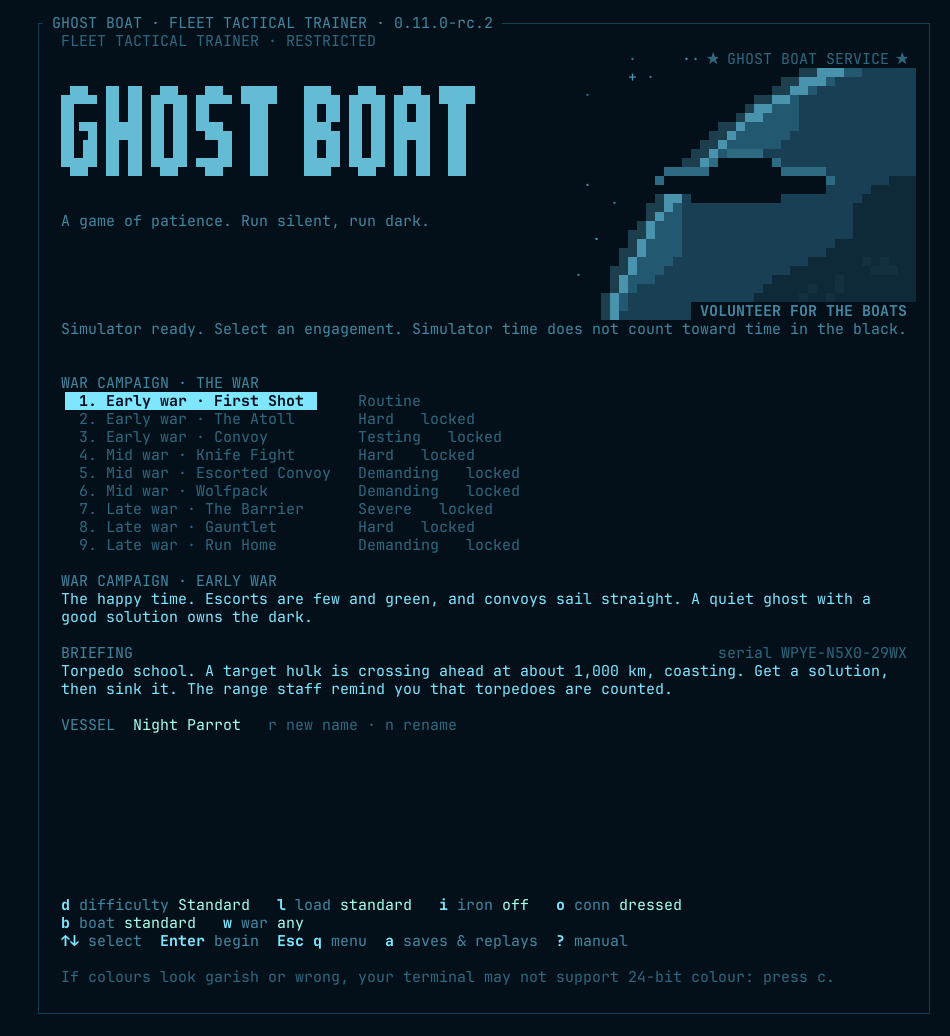 GHOST BOAT · FLEET TACTICAL TRAINER · 0.11.0-rc.2
FLEET TACTICAL TRAINER · RESTRICTED
★ GHOST BOAT SERVICE ★
GHOST BOAT
A game of patience. Run silent, run dark.
VOLUNTEER FOR THE BOATS
Simulator ready. Select an engagement. Simulator time does not count toward time in the black.
WAR CAMPAIGN · THE WAR
1. Early war · First Shot Routine
2. Early war · The Atoll Hard locked
3. Early war · Convoy Testing locked
4. Mid war · Knife Fight Hard locked
5. Mid war · Escorted Convoy Demanding locked
6. Mid war · Wolfpack Demanding locked
7. Late war · The Barrier Severe locked
8. Late war · Gauntlet Hard locked
9. Late war · Run Home Demanding locked
WAR CAMPAIGN · EARLY WAR
The happy time. Escorts are few and green, and convoys sail straight. A quiet ghost with a
good solution owns the dark.
BRIEFING serial WPYE-N5X0-29WX
Torpedo school. A target hulk is crossing ahead at about 1,000 km, coasting. Get a solution,
then sink it. The range staff remind you that torpedoes are counted.
VESSEL Night Parrot r new name · n rename
d difficulty Standard l load standard i iron off o conn dressed
b boat standard w war any
↑↓ select Enter begin Esc q menu a saves & replays ? manual
If colours look garish or wrong, your terminal may not support 24-bit colour: press c.